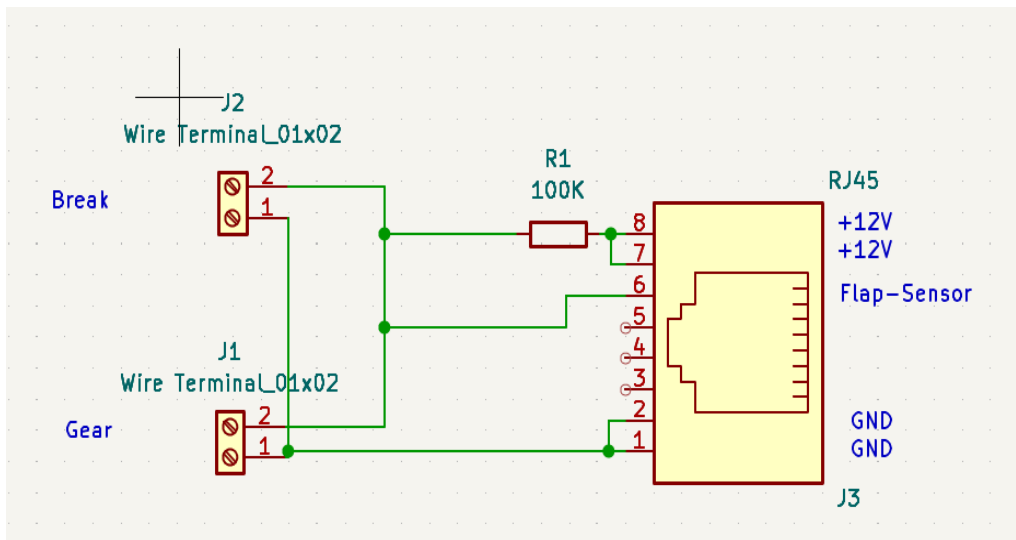 J2
Wire Terminal_01x02
Break
2
1
R1
100K
RJ45
8
7
6
5
4
3
2
1
+12V
+12V
Flap-Sensor
GND
GND
J3
J1
Wire Terminal_01x02
Gear
2
1